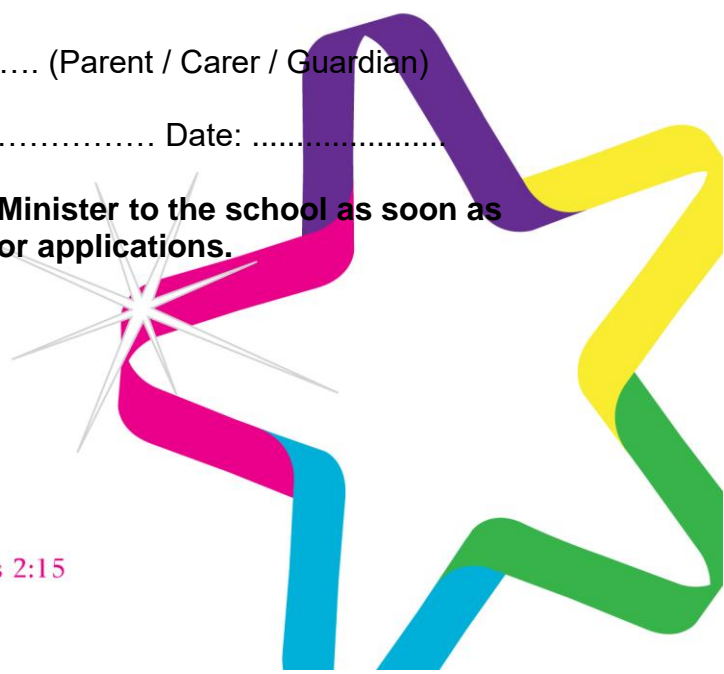 …. (Parent / Carer / Guardian)
…………… Date: ......................
Minister to the school as soon as
or applications.
2:15